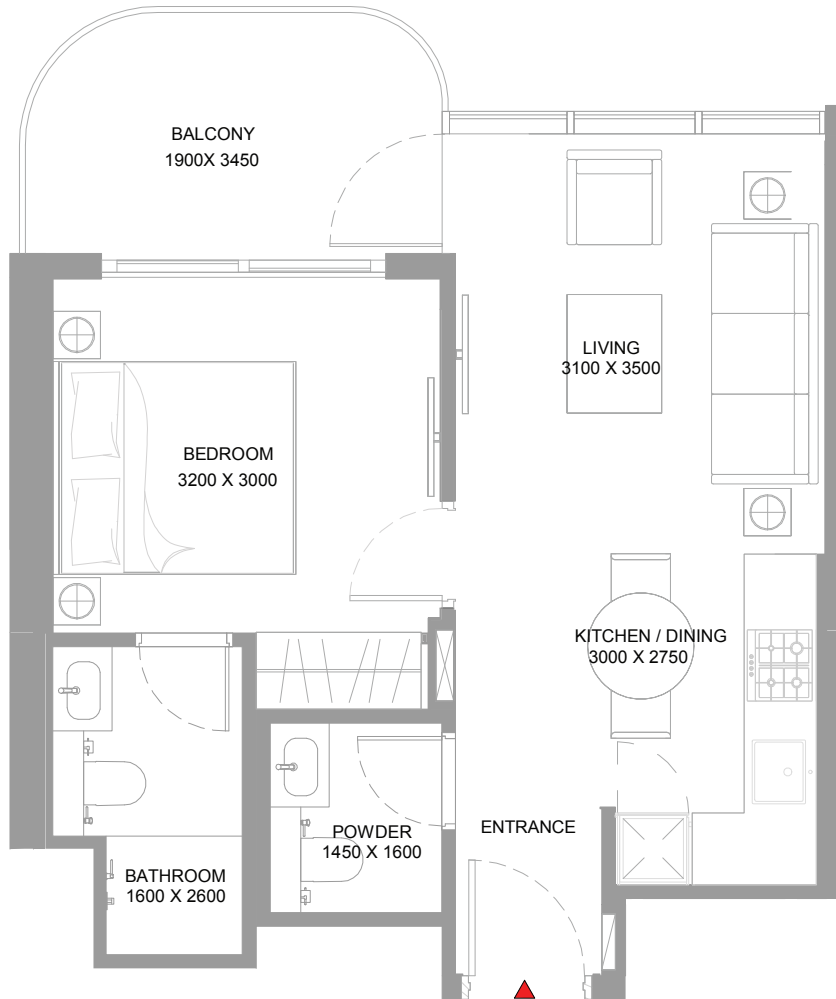 BALCONY
1900X 3450
LIVING
3100 X 3500
BEDROOM
3200 X 3000
KITCHEN / DINING
3000 X 2750
ENTRANCE
POWDER
1450 X 1600
BATHROOM
1600 X 2600